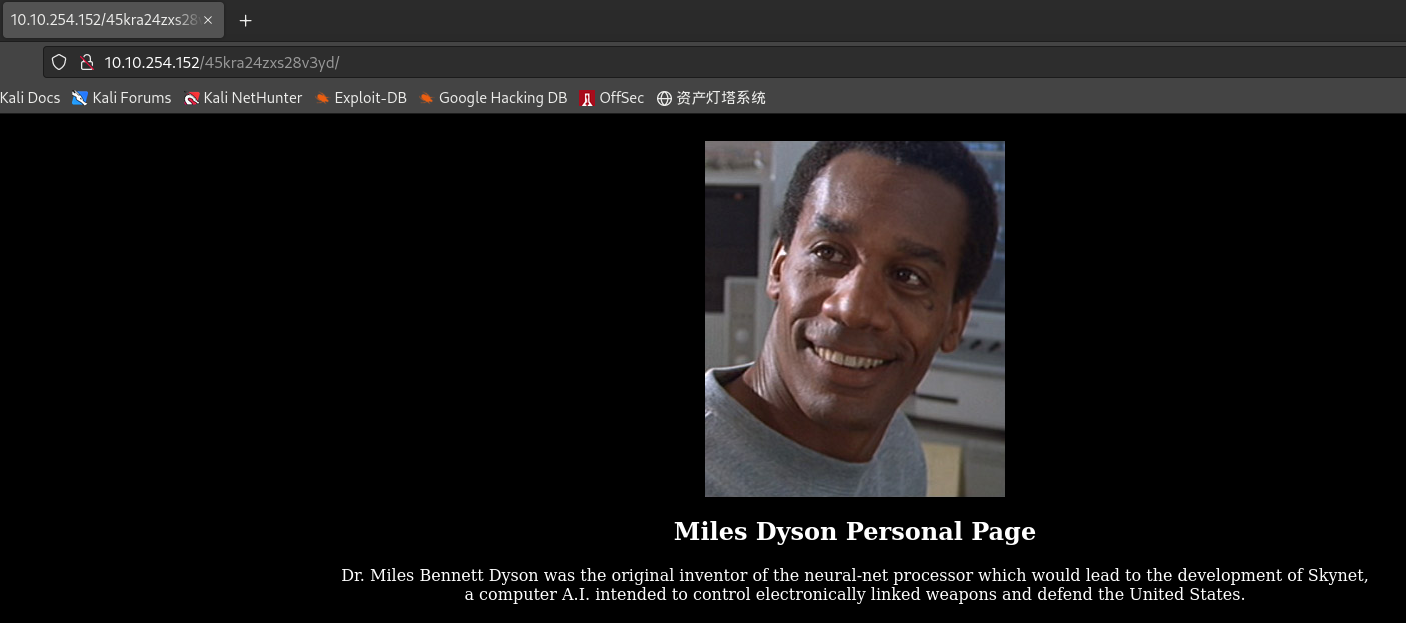 10.10.254.152/45kra24zxs28
10.10.254.152/45kra24zxs28v3yd/
Kali Docs Kali Forums Kali NetHunter Exploit-DB Google Hacking DB OffSec 资产灯塔系统
Miles Dyson Personal Page
Dr. Miles Bennett Dyson was the original inventor of the neural-net processor which would lead to the development of Skynet,
a computer A.I. intended to control electronically linked weapons and defend the United States.